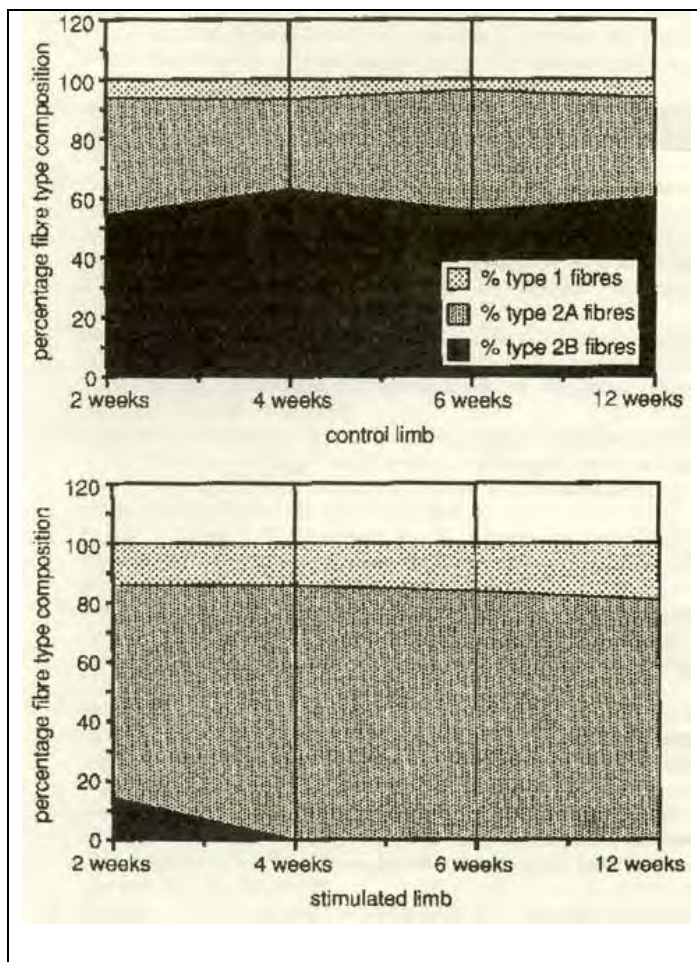 120
100
80
60
40
20
0
percentage fibre type composition
% type 1 fibres
% type 2A fibres
% type 2B fibres
2 weeks 4 weeks 6 weeks 12 weeks
control limb
120
100
80
60
40
20
0
percentage fibre type composition
2 weeks 4 weeks 6 weeks 12 weeks
stimulated limb